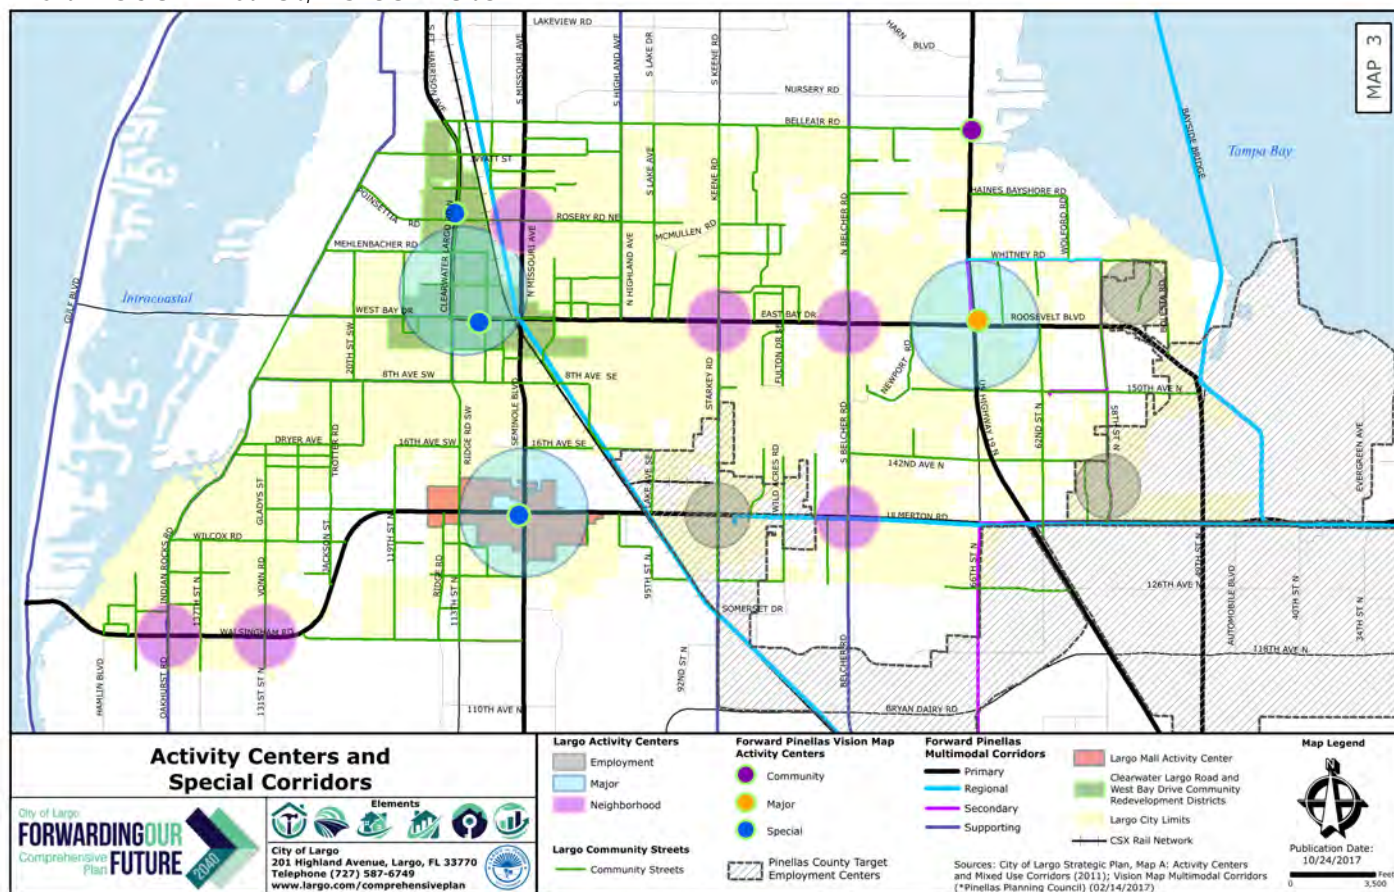 LAKEVIEW RD
HARN
BLVD
MAP 3
S FT HARRISON AVE
S MISSOURI AVE
S HIGHLAND AVE
S LAKE DR
S KEENE RD
NURSERY RD
BELLEAIR RD
BAYSIDE BRIDGE
Tampa Bay
WYATT ST
S LAKE AVE
KEENE RD
N BELCHER RD
HAINES BAYSHORE RD
WOLFORD RD
POINSETTIA
RD
ROSERY RD NE
MCMULLEN RD
MEHLENBACHER RD
CLEARWATER LARGO
N MISSOURI AVE
N HIGHLAND AVE
WHITNEY RD
GULF BLVD
Intracoastal
WEST BAY DR
EAST BAY DR
ROOSEVELT BLVD
BOLESTA RD
20TH ST SW
FULTON DR SE
NEWPORT RD
8TH AVE SW
8TH AVE SE
STARKEY RD
150TH AVE N
US HIGHWAY 19 N
62ND ST N
58TH ST N
DRYER AVE
TROTTER RD
16TH AVE SW
RIDGE RD SW
SEMINOLE BLVD
16TH AVE SE
S BELCHER RD
142ND AVE N
EVERGREEN AVE
GLADYS ST
LAKE AVE SE
WILD ACRES RD
ULMERTON RD
WILCOX RD
INDIAN ROCKS RD
JACKSON ST
119TH ST N
RIDGE RD
113TH ST N
95TH ST N
66TH ST N
49TH ST N
126TH AVE N
AUTOMOBILE BLVD
40TH ST N
34TH ST N
137TH ST N
VONN RD
WALSINGHAM RD
SOMERSET DR
118TH AVE N
HAMLIN BLVD
OAKHURST RD
131ST ST N
110TH AVE N
92ND ST N
BELCHER RD
BRYAN DAIRY RD
Activity Centers and
Special Corridors
City of Largo
FORWARDING OUR
Comprehensive
Plan FUTURE
2040
Elements
City of Largo
201 Highland Avenue, Largo, FL 33770
Telephone (727) 587-6749
www.largo.com/comprehensiveplan
Largo Activity Centers
Employment
Major
Neighborhood
Largo Community Streets
Community Streets
Forward Pinellas Vision Map
Activity Centers
Community
Major
Special
Pinellas County Target
Employment Centers
Forward Pinellas
Multimodal Corridors
Primary
Regional
Secondary
Supporting
Largo Mall Activity Center
Clearwater Largo Road and
West Bay Drive Community
Redevelopment Districts
Largo City Limits
CSX Rail Network
Sources: City of Largo Strategic Plan, Map A: Activity Centers
and Mixed Use Corridors (2011); Vision Map Multimodal Corridors
(*Pinellas Planning Council) (02/14/2017)
Map Legend
N
Publication Date:
10/24/2017
Feet
0 3,500